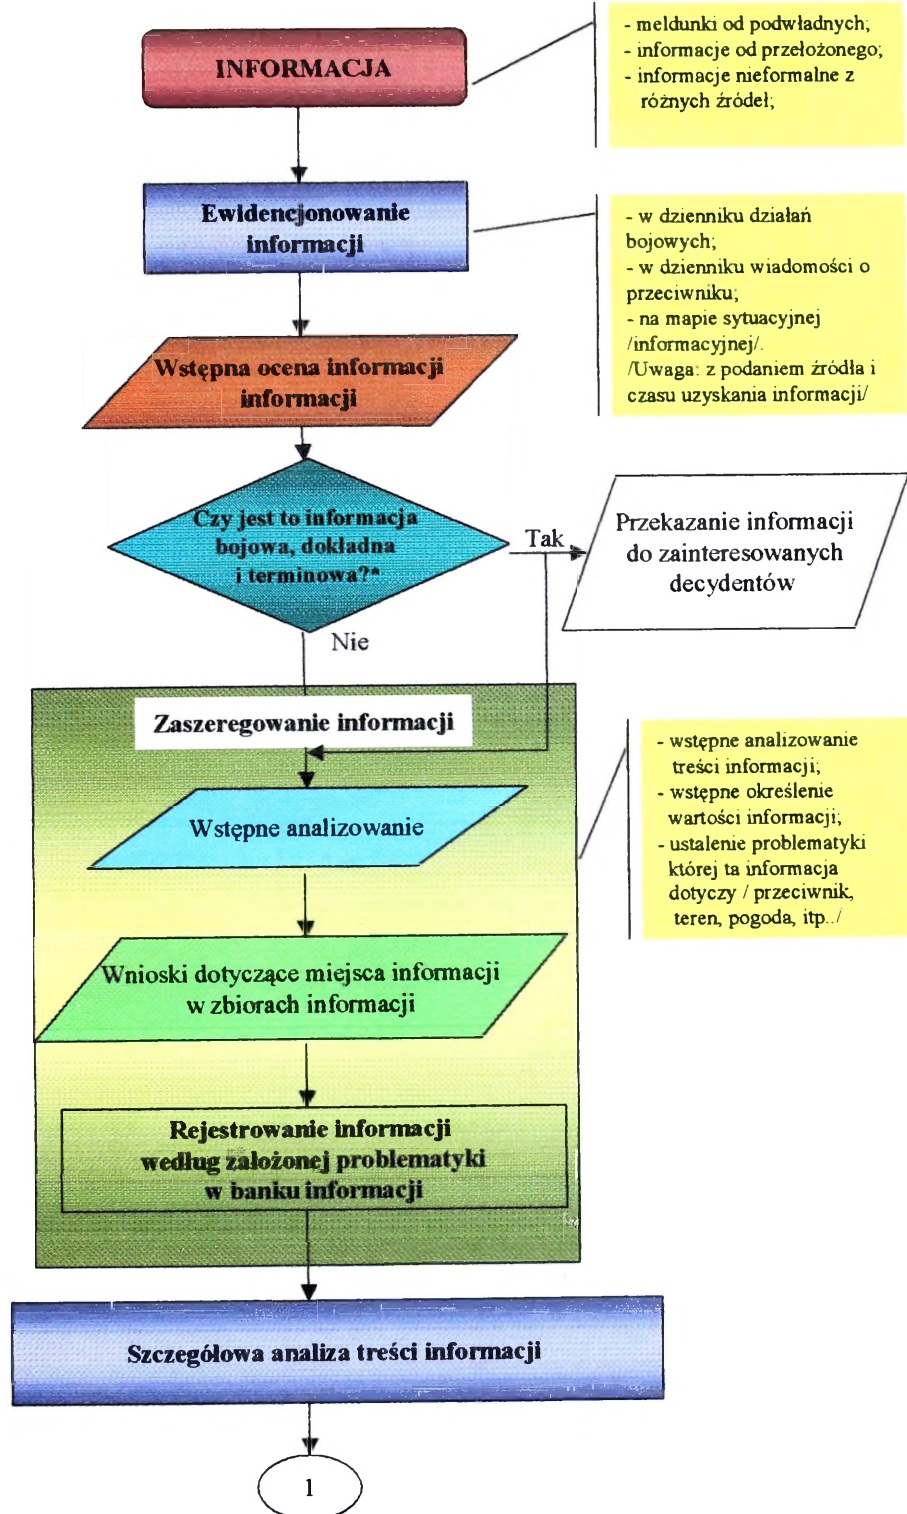 INFORMACJA
- meldunki od podwładnych;
- informacje od przełożonego;
- informacje nieformalne z
różnych źródeł;
Ewidencjonowanie
informacji
- w dzienniku działań
bojowych;
- w dzienniku wiadomości o
przeciwniku;
- na mapie sytuacyjnej
/informacyjnej/.
/Uwaga: z podaniem źródła i
czasu uzyskania informacji/
Wstępna ocena informacji
informacji
Czy jest to informacja
bojowa, dokładna
i terminowa?*
Tak
Przekazanie informacji
do zainteresowanych
decydentów
Nie
Zaszeregowanie informacji
- wstępne analizowanie
treści informacji;
- wstępne określenie
wartości informacji;
- ustalenie problematyki
której ta informacja
dotyczy / przeciwnik,
teren, pogoda, itp../
Wstępne analizowanie
Wnioski dotyczące miejsca informacji
w zbiorach informacji
Rejestrowanie informacji
według założonej problematyki
w banku informacji
Szczegółowa analiza treści informacji
1